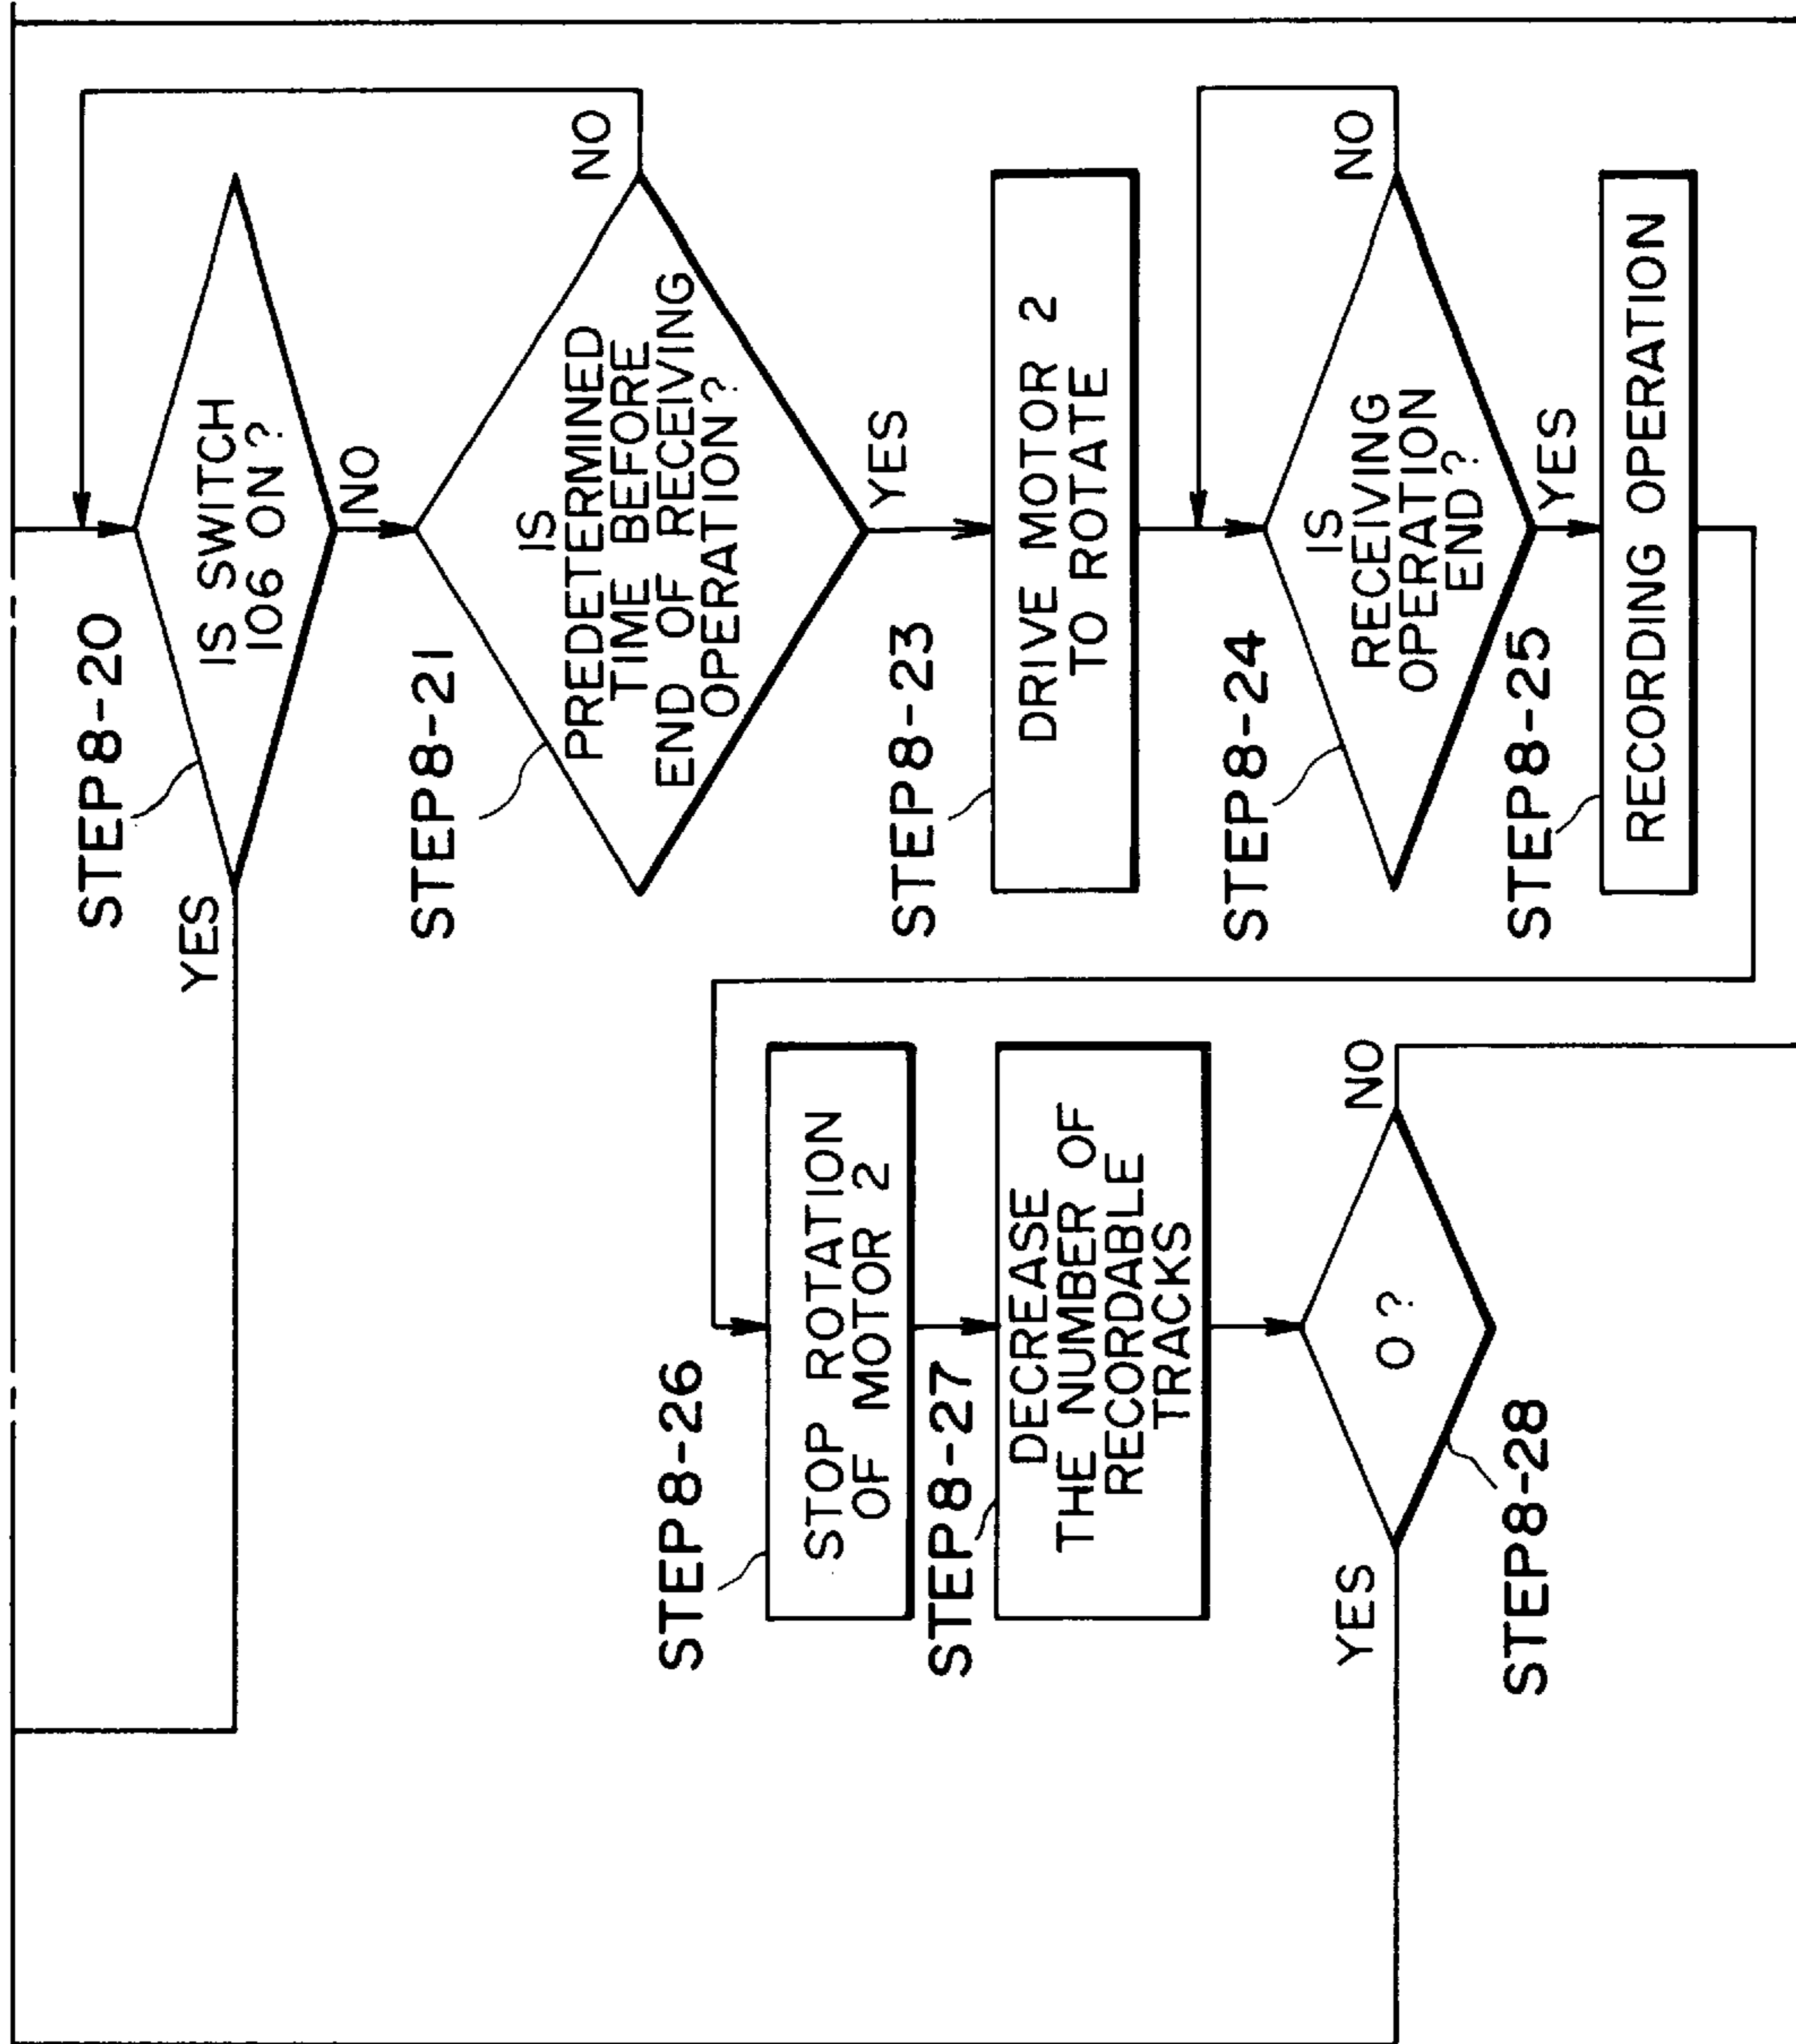 STEP8-20
IS SWITCH
106 ON?
YES
NO
STEP8-21
IS
PREDETERMINED
TIME BEFORE
END OF RECEIVING
OPERATION?
NO
YES
STEP8-23
DRIVE MOTOR 2
TO ROTATE
STEP8-24
IS
RECEIVING
OPERATION
END?
NO
YES
STEP8-25
RECORDING OPERATION
STEP8-26
STOP ROTATION
OF MOTOR 2
STEP8-27
DECREASE
THE NUMBER OF
RECORDABLE
TRACKS
STEP8-28
0?
YES
NO